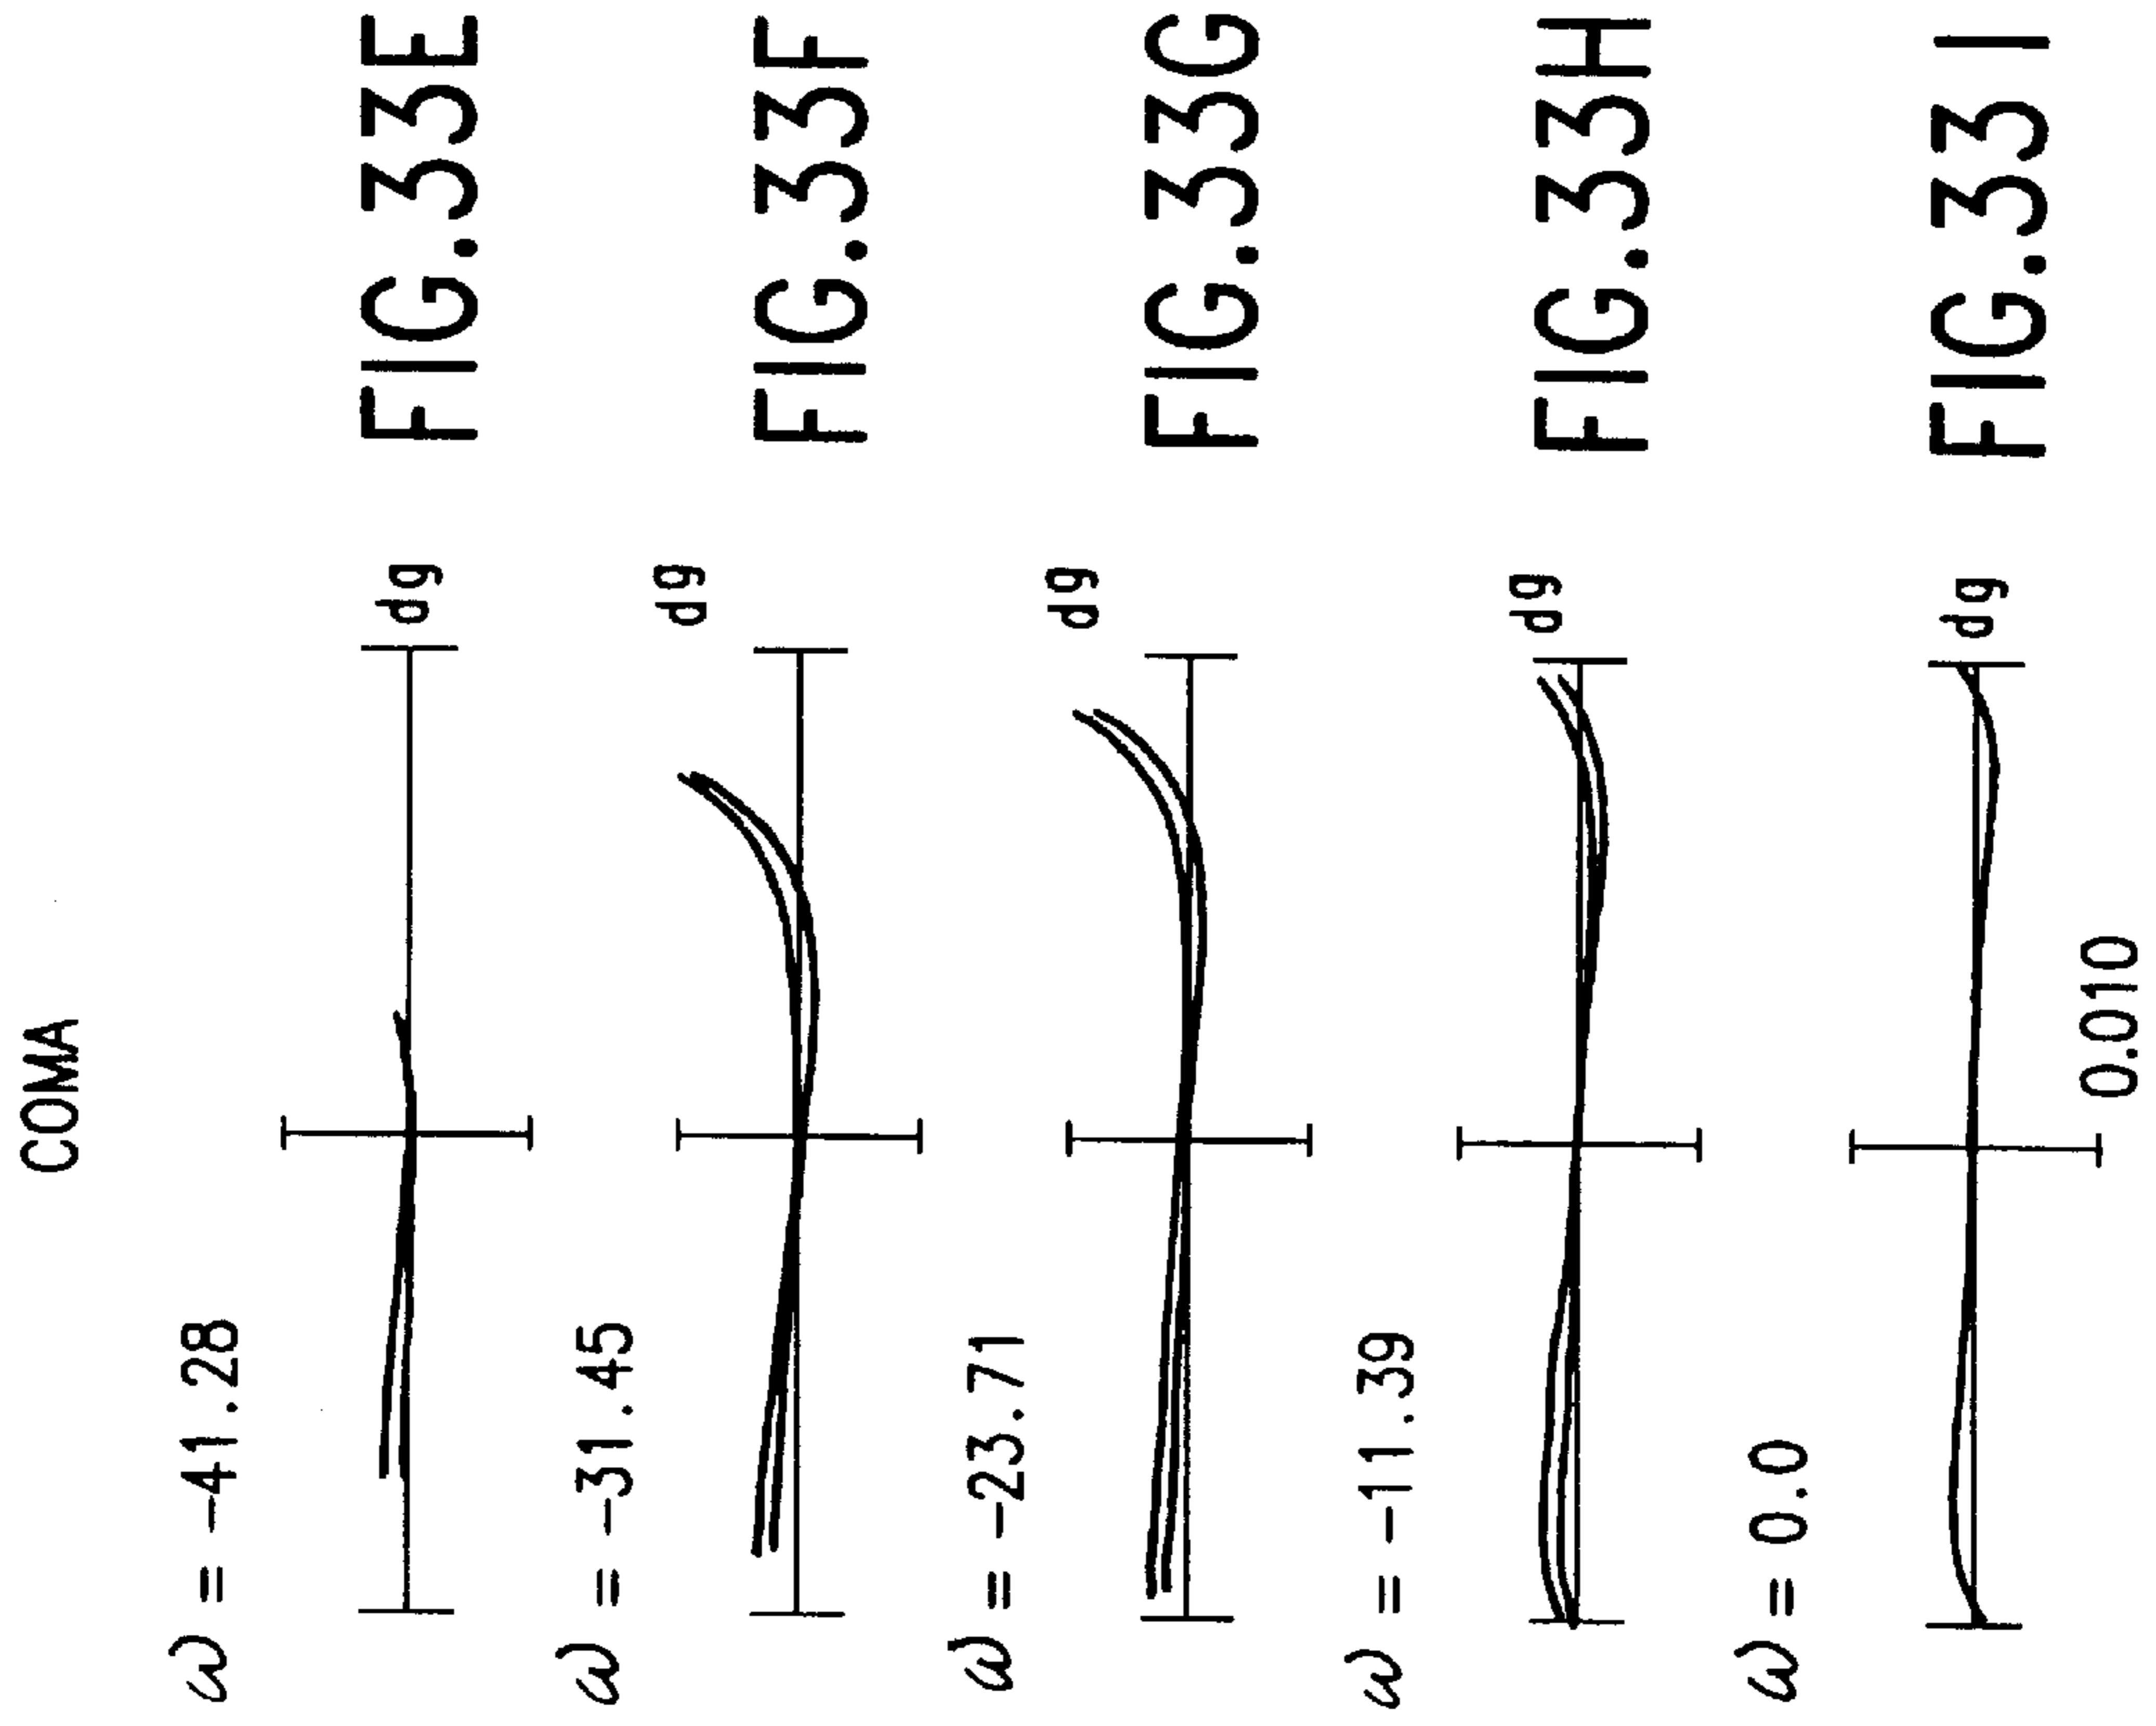 COMA
ω = -41.28
dg
FIG.33E
ω = -31.45
dg
FIG.33F
ω = -23.71
dg
FIG.33G
ω = -11.39
dg
FIG.33H
ω = 0.0
dg
FIG.33I
0.010